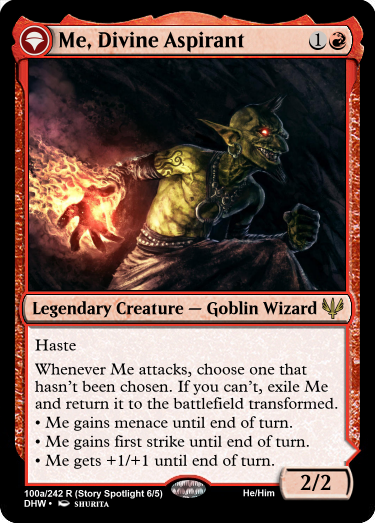 Me, Divine Aspirant 1
Legendary Creature — Goblin Wizard
Haste
Whenever Me attacks, choose one that
hasn't been chosen. If you can't, exile Me
and return it to the battlefield transformed.
• Me gains menace until end of turn.
• Me gains first strike until end of turn.
• Me gets +1/+1 until end of turn.
2/2
100a/242 R (Story Spotlight 6/5) He/Him
DHW • SHURITA